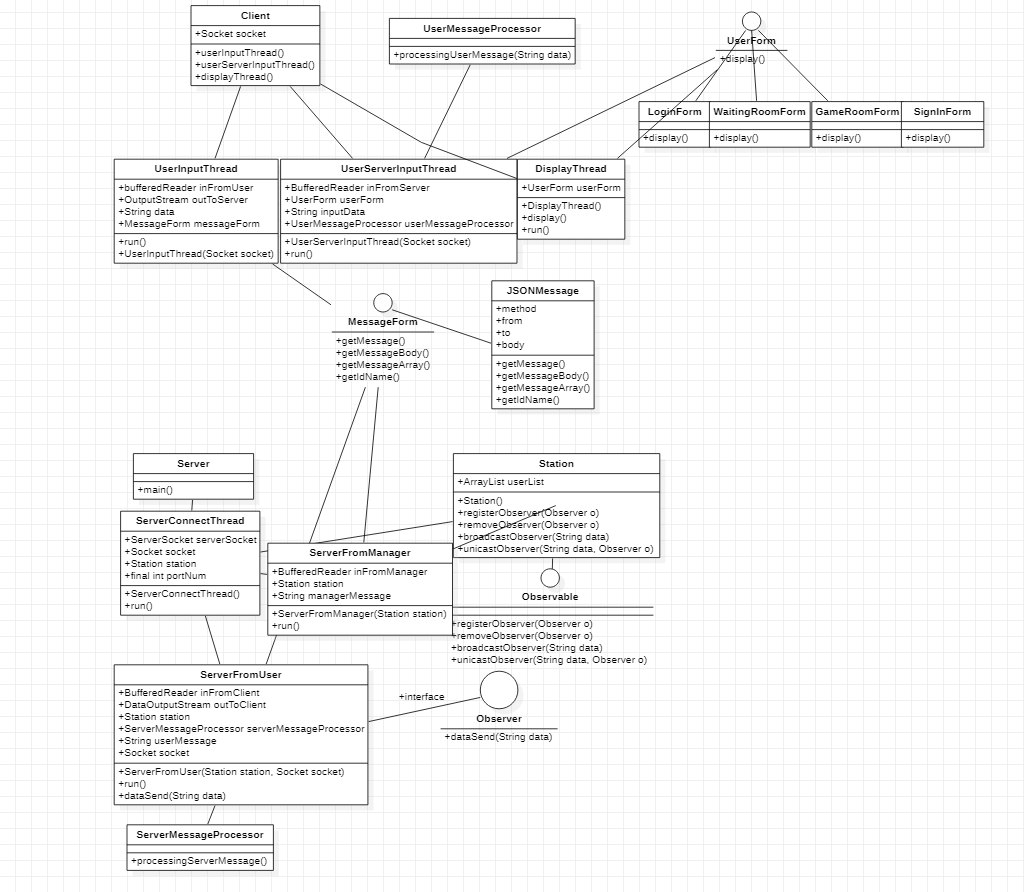 Client
+Socket socket
+userInputThread()
+userServerInputThread()
+displayThread()
UserMessageProcessor
+processingUserMessage(String data)
UserForm
+display()
LoginForm
+display()
WaitingRoomForm
+display()
GameRoomForm
+display()
SignInForm
+display()
UserInputThread
+bufferedReader inFromUser
+OutputStream outToServer
+String data
+MessageForm messageForm
+run()
+UserInputThread(Socket socket)
UserServerInputThread
+BufferedReader inFromServer
+UserForm userForm
+String inputData
+UserMessageProcessor userMessageProcessor
+UserServerInputThread(Socket socket)
+run()
DisplayThread
+UserForm userForm
+DisplayThread()
+display()
+run()
MessageForm
+getMessage()
+getMessageBody()
+getMessageArray()
+getIdName()
JSONMessage
+method
+from
+to
+body
+getMessage()
+getMessageBody()
+getMessageArray()
+getIdName()
Server
+main()
ServerConnectThread
+ServerSocket serverSocket
+Socket socket
+Station station
+final int portNum
+ServerConnectThread()
+run()
ServerFromManager
+BufferedReader inFromManager
+Station station
+String managerMessage
+ServerFromManager(Station station)
+run()
Station
+ArrayList userList
+Station()
+registerObserver(Observer o)
+removeObserver(Observer o)
+broadcastObserver(String data)
+unicastObserver(String data, Observer o)
Observable
+registerObserver(Observer o)
+removeObserver(Observer o)
+broadcastObserver(String data)
+unicastObserver(String data, Observer o)
ServerFromUser
+BufferedReader inFromClient
+DataOutputStream outToClient
+Station station
+ServerMessageProcessor serverMessageProcessor
+String userMessage
+Socket socket
+ServerFromUser(Station station, Socket socket)
+run()
+dataSend(String data)
+interface
Observer
+dataSend(String data)
ServerMessageProcessor
+processingServerMessage()